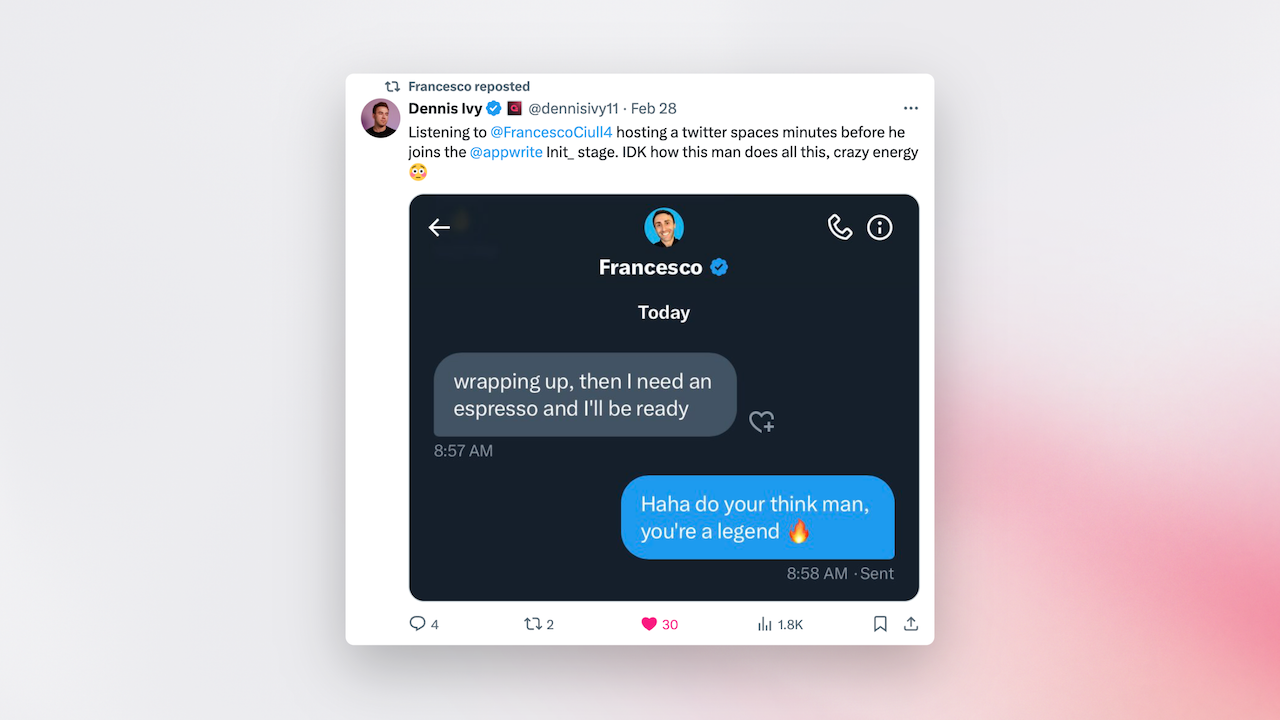 Francesco reposted
Dennis Ivy @dennisivy11 · Feb 28
Listening to @FrancescoCiull4 hosting a twitter spaces minutes before he
joins the @appwrite Init_ stage. IDK how this man does all this, crazy energy
😳
Francesco
Today
wrapping up, then I need an
espresso and I'll be ready
8:57 AM
Haha do your think man,
you're a legend 🔥
8:58 AM · Sent
4 2 30 1.8K